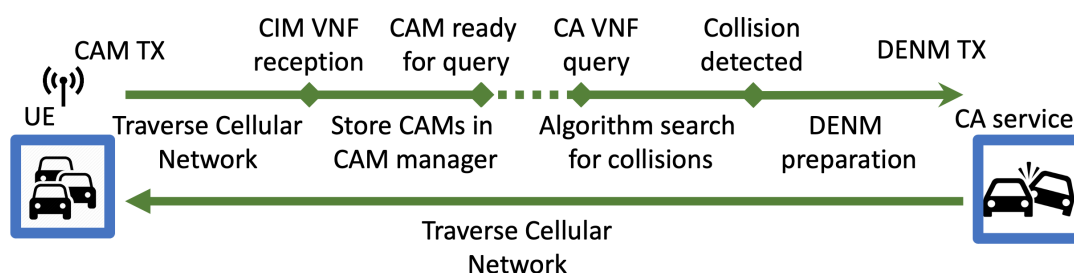 CAM TX
CIM VNF
reception
CAM ready
for query
CA VNF
query
Collision
detected
DENM TX
UE
Traverse Cellular
Network
Store CAMs in
CAM manager
Algorithm search
for collisions
DENM
preparation
CA service
Traverse Cellular
Network